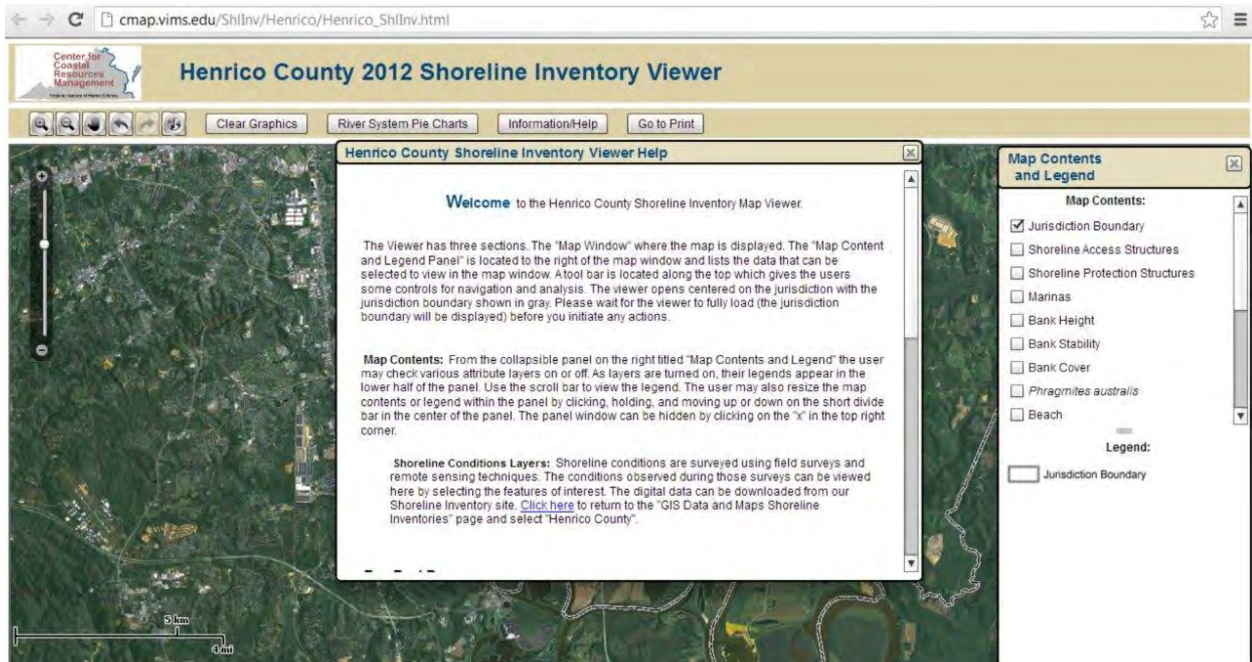 cmap.vims.edu/ShlInv/Henrico/Henrico_ShlInv.html
Center for
Coastal
Resources
Management
Henrico County 2012 Shoreline Inventory Viewer
Clear Graphics River System Pie Charts Information/Help Go to Print
Henrico County Shoreline Inventory Viewer Help
Welcome to the Henrico County Shoreline Inventory Map Viewer.
The Viewer has three sections. The "Map Window" where the map is displayed. The "Map Content
and Legend Panel" is located to the right of the map window and lists the data that can be
selected to view in the map window. A tool bar is located along the top which gives the users
some controls for navigation and analysis. The viewer opens centered on the jurisdiction with the
jurisdiction boundary shown in gray. Please wait for the viewer to fully load (the jurisdiction
boundary will be displayed) before you initiate any actions.
Map Contents: From the collapsible panel on the right titled "Map Contents and Legend" the user
may check various attribute layers on or off. As layers are turned on, their legends appear in the
lower half of the panel. Use the scroll bar to view the legend. The user may also resize the map
contents or legend within the panel by clicking, holding, and moving up or down on the short divide
bar in the center of the panel. The panel window can be hidden by clicking on the "x" in the top right
corner.
Shoreline Conditions Layers: Shoreline conditions are surveyed using field surveys and
remote sensing techniques. The conditions observed during those surveys can be viewed
here by selecting the features of interest. The digital data can be downloaded from our
Shoreline Inventory site. Click here to return to the "GIS Data and Maps Shoreline
Inventories" page and select "Henrico County".
Map Contents
and Legend
Map Contents:
Jurisdiction Boundary
Shoreline Access Structures
Shoreline Protection Structures
Marinas
Bank Height
Bank Stability
Bank Cover
Phragmites australis
Beach
Legend:
Jurisdiction Boundary
5 km
4 mi